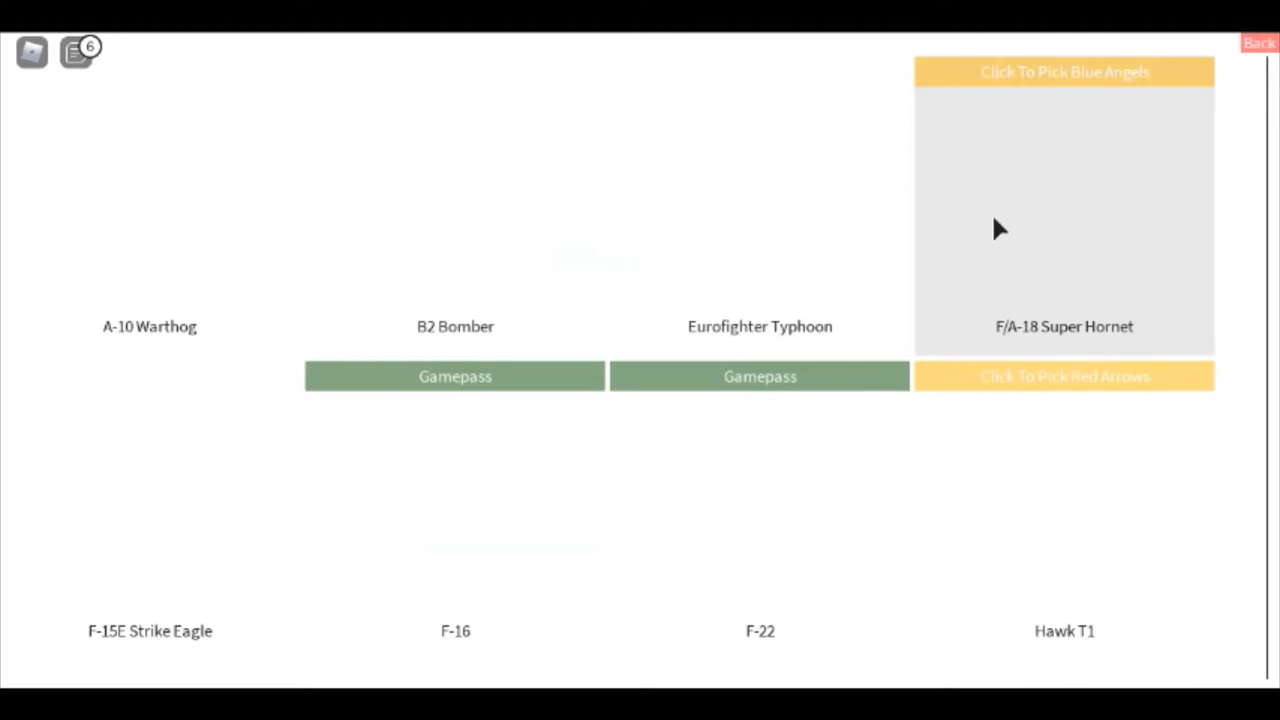 6
Back
Click To Pick Blue Angels
A-10 Warthog
B2 Bomber
Eurofighter Typhoon
F/A-18 Super Hornet
Gamepass
Gamepass
Click To Pick Red Arrows
F-15E Strike Eagle
F-16
F-22
Hawk T1